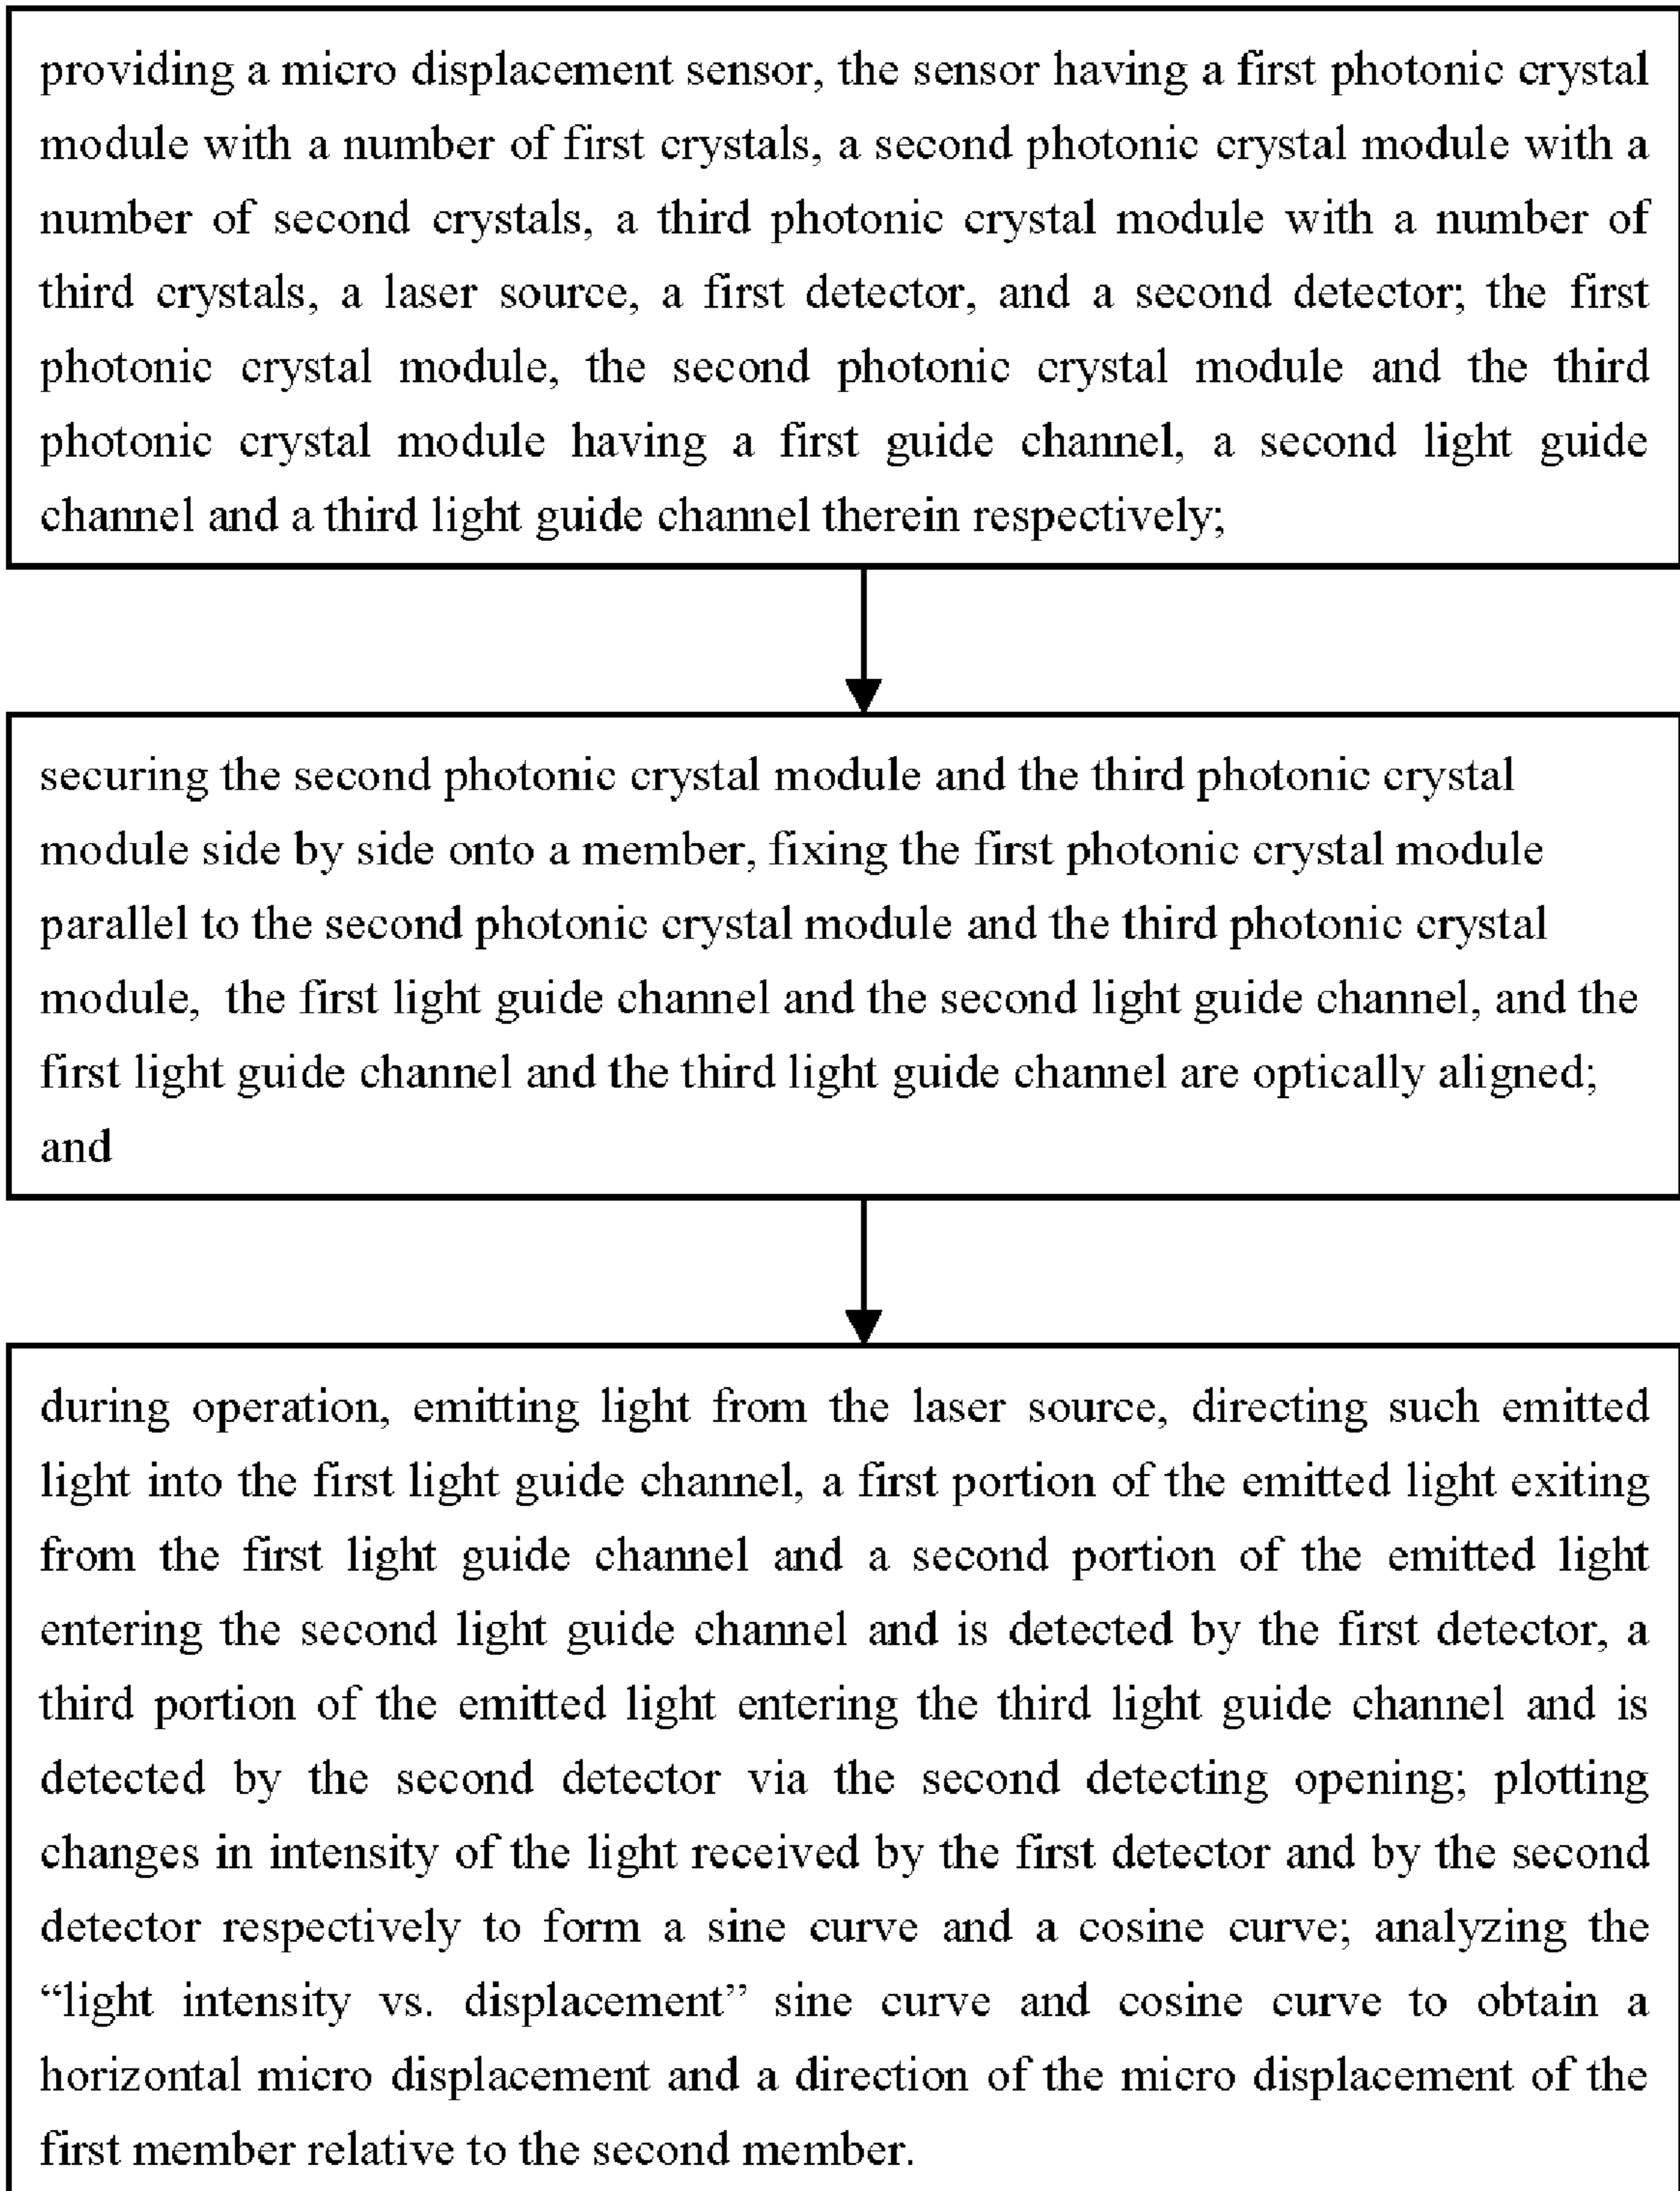 providing a micro displacement sensor, the sensor having a first photonic crystal
module with a number of first crystals, a second photonic crystal module with a
number of second crystals, a third photonic crystal module with a number of
third crystals, a laser source, a first detector, and a second detector; the first
photonic crystal module, the second photonic crystal module and the third
photonic crystal module having a first guide channel, a second light guide
channel and a third light guide channel therein respectively;
securing the second photonic crystal module and the third photonic crystal
module side by side onto a member, fixing the first photonic crystal module
parallel to the second photonic crystal module and the third photonic crystal
module, the first light guide channel and the second light guide channel, and the
first light guide channel and the third light guide channel are optically aligned;
and
during operation, emitting light from the laser source, directing such emitted
light into the first light guide channel, a first portion of the emitted light exiting
from the first light guide channel and a second portion of the emitted light
entering the second light guide channel and is detected by the first detector, a
third portion of the emitted light entering the third light guide channel and is
detected by the second detector via the second detecting opening; plotting
changes in intensity of the light received by the first detector and by the second
detector respectively to form a sine curve and a cosine curve; analyzing the
“light intensity vs. displacement” sine curve and cosine curve to obtain a
horizontal micro displacement and a direction of the micro displacement of the
first member relative to the second member.